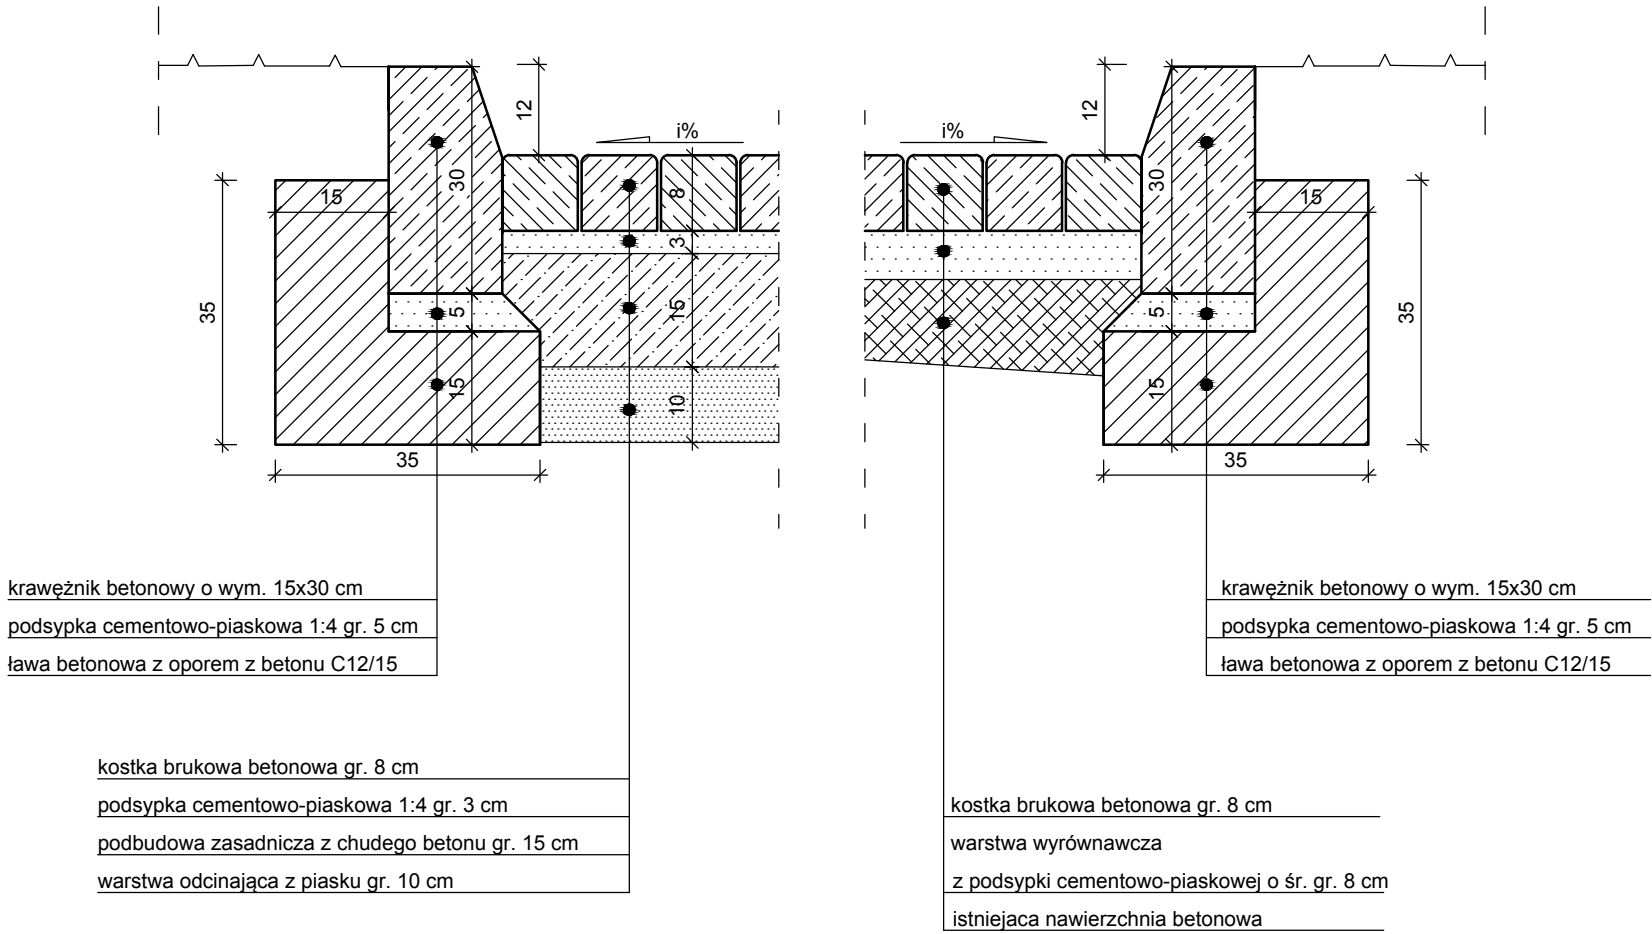 12
i%
i%
12
15
30
8
3
30
15
35
5
15
5
35
15
10
15
35
35
krawężnik betonowy o wym. 15x30 cm
podsypka cementowo-piaskowa 1:4 gr. 5 cm
ława betonowa z oporem z betonu C12/15
krawężnik betonowy o wym. 15x30 cm
podsypka cementowo-piaskowa 1:4 gr. 5 cm
ława betonowa z oporem z betonu C12/15
kostka brukowa betonowa gr. 8 cm
podsypka cementowo-piaskowa 1:4 gr. 3 cm
podbudowa zasadnicza z chudego betonu gr. 15 cm
warstwa odcinająca z piasku gr. 10 cm
kostka brukowa betonowa gr. 8 cm
warstwa wyrównawcza
z podsypki cementowo-piaskowej o śr. gr. 8 cm
istniejaca nawierzchnia betonowa